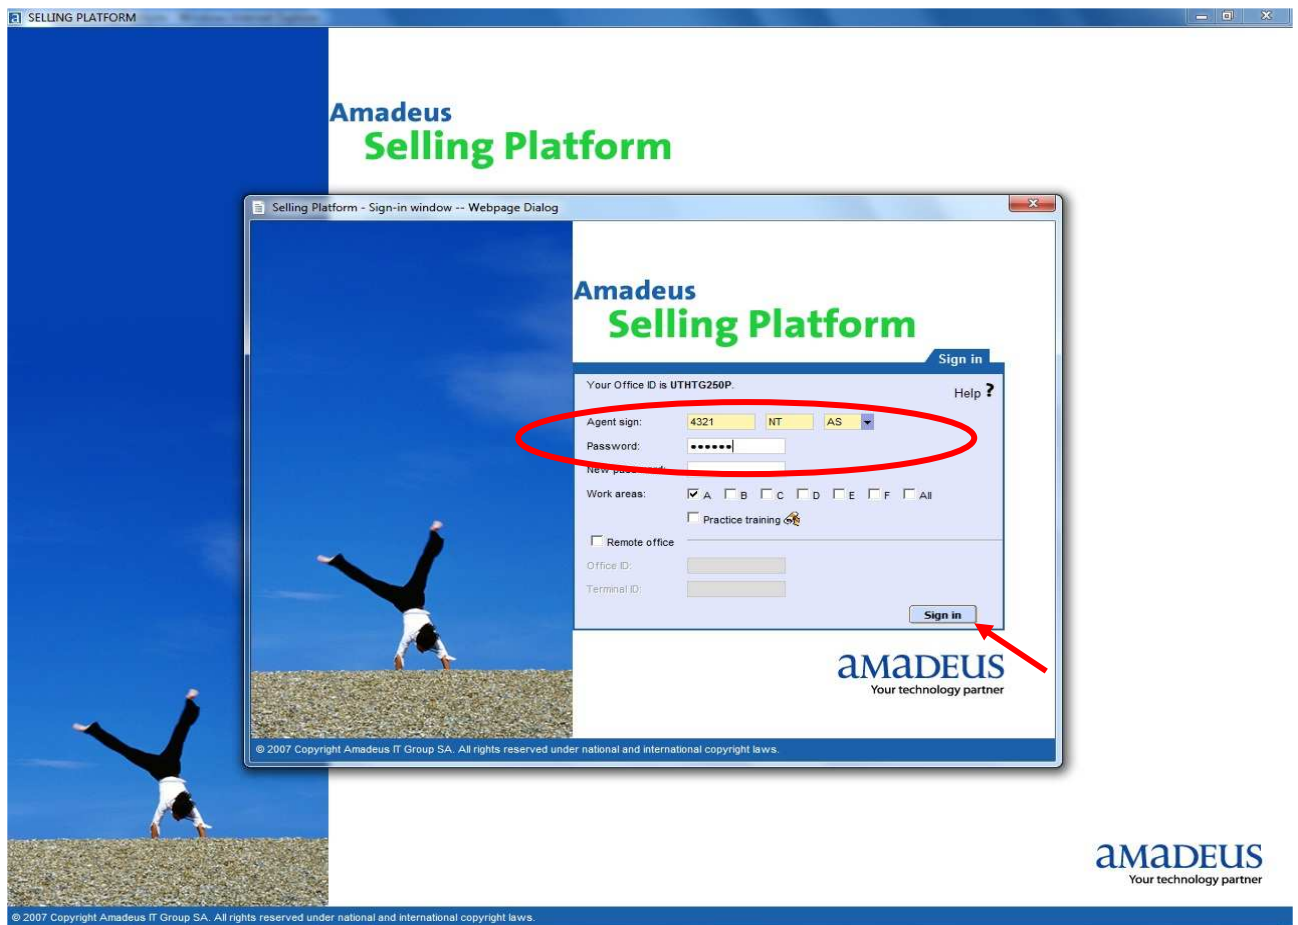 SELLING PLATFORM
Amadeus
Selling Platform
Selling Platform - Sign-in window -- Webpage Dialog
Amadeus
Selling Platform
Sign in
Your Office ID is UTHTG250P.
Help ?
Agent sign: 4321 NT AS
Password: ••••••
New password:
Work areas: A B C D E F All
Practice training
Remote office
Office ID:
Terminal ID:
Sign in
amadeus
Your technology partner
© 2007 Copyright Amadeus IT Group SA. All rights reserved under national and international copyright laws.
amadeus
Your technology partner
© 2007 Copyright Amadeus IT Group SA. All rights reserved under national and international copyright laws.